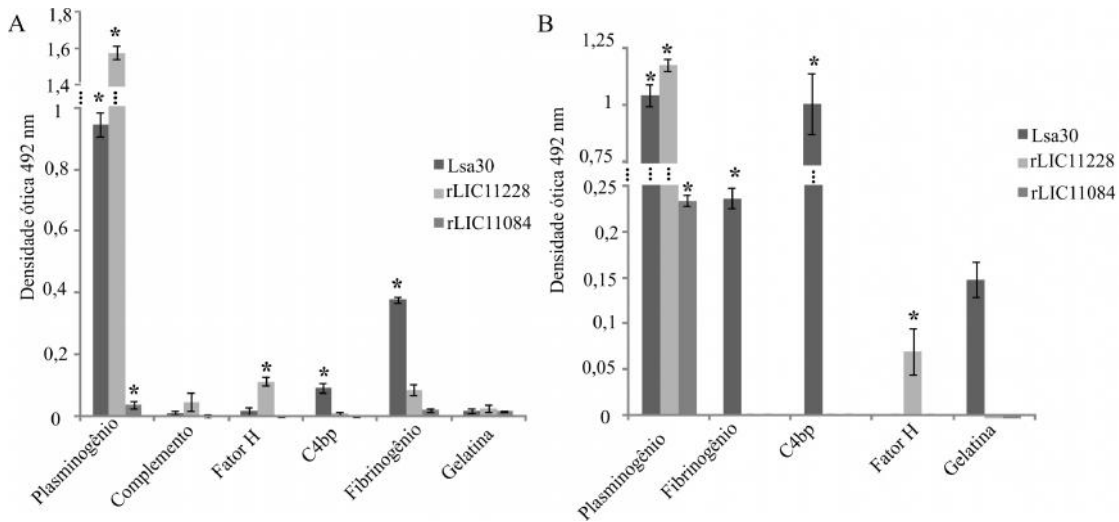 A
Densidade ótica 492 nm
1,8
1,6
1,4
1
0,8
0,6
0,4
0,2
0
*
*
*
*
*
*
Lsa30
rLIC11228
rLIC11084
Plasminogênio
Complemento
Fator H
C4bp
Fibrinogênio
Gelatina
B
Densidade ótica 492 nm
1,25
1
0,75
0,25
0,2
0,15
0,1
0,05
0
*
*
*
*
*
*
Lsa30
rLIC11228
rLIC11084
Plasminogênio
Fibrinogênio
C4bp
Fator H
Gelatina